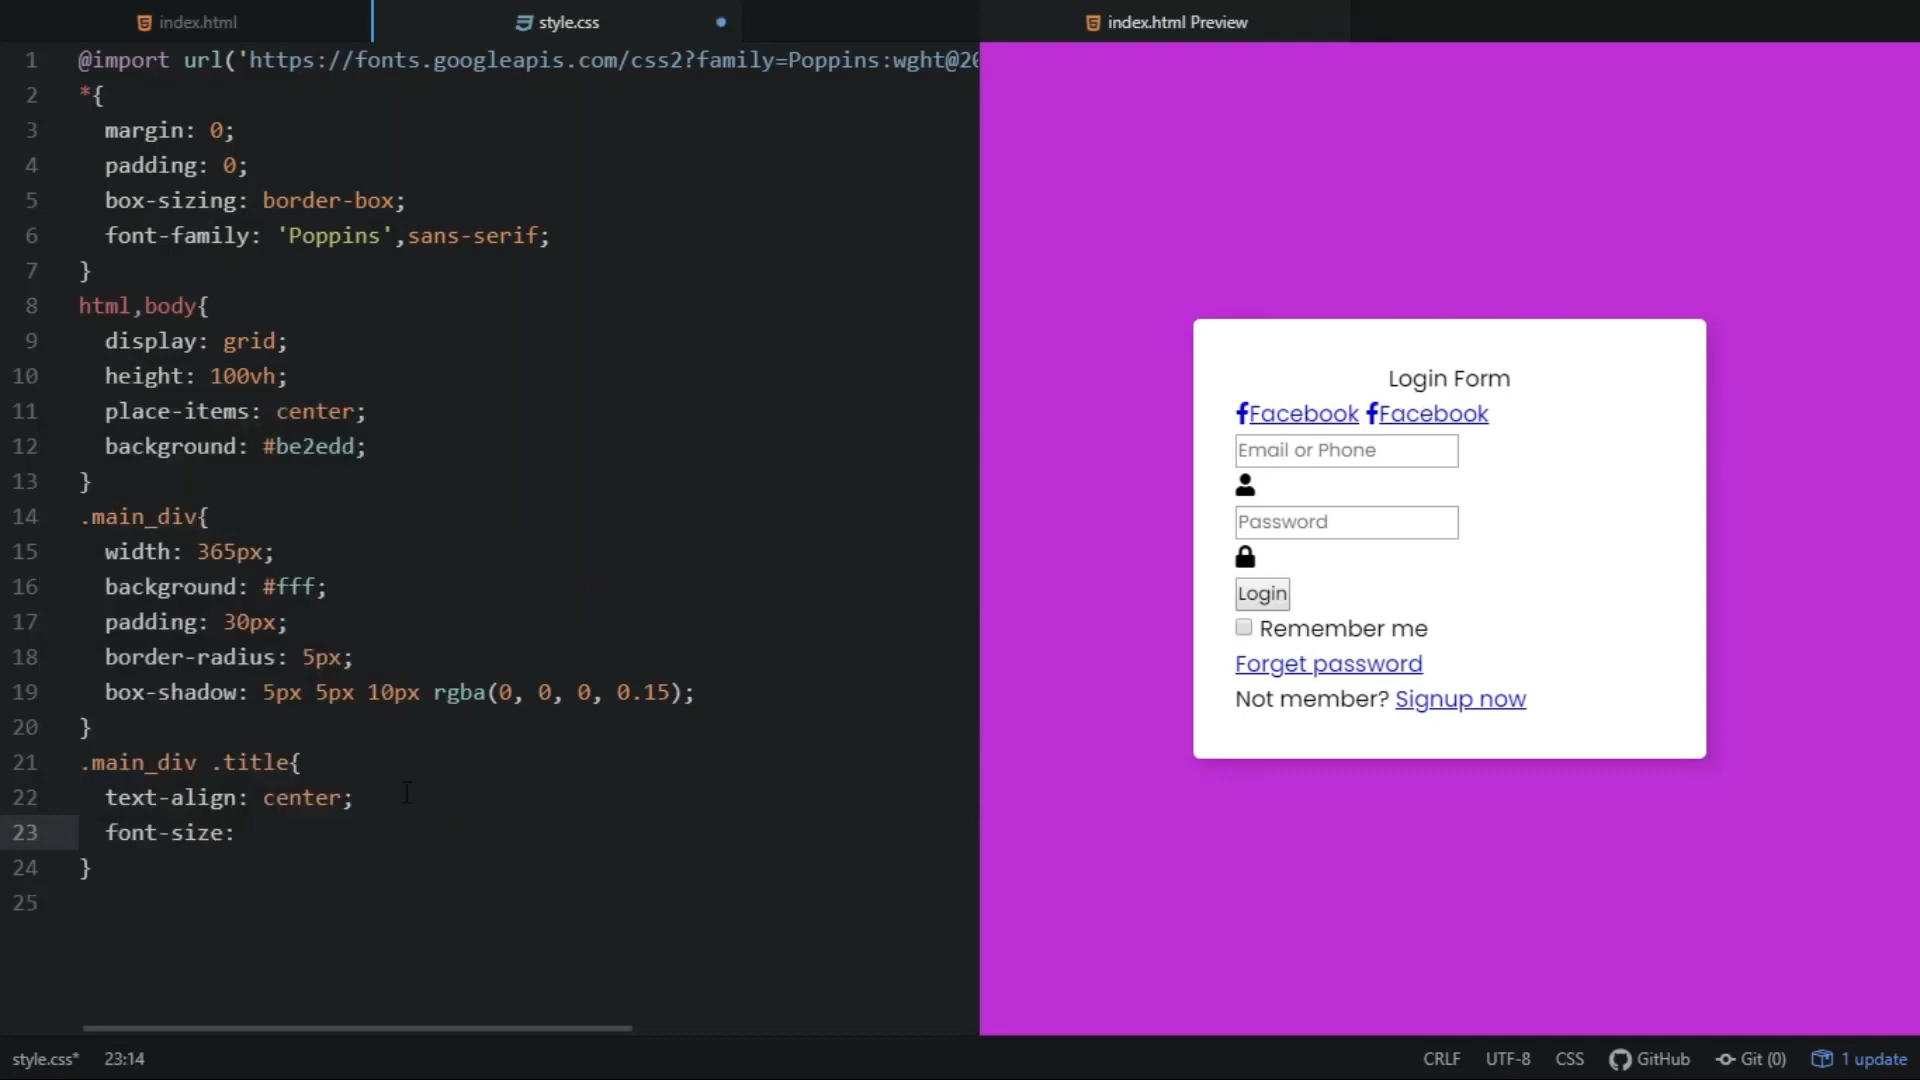 index.html
style.css
index.html Preview
1 @import url('https://fonts.googleapis.com/css2?family=Poppins:wght@20
2 *{
3 margin: 0;
4 padding: 0;
5 box-sizing: border-box;
6 font-family: 'Poppins',sans-serif;
7 }
8 html,body{
9 display: grid;
10 height: 100vh;
11 place-items: center;
12 background: #be2edd;
13 }
14 .main_div{
15 width: 365px;
16 background: #fff;
17 padding: 30px;
18 border-radius: 5px;
19 box-shadow: 5px 5px 10px rgba(0, 0, 0, 0.15);
20 }
21 .main_div .title{
22 text-align: center;
23 font-size:
24 }
25
Login Form
Facebook Facebook
Email or Phone
Password
Login
Remember me
Forget password
Not member? Signup now
style.css* 23:14 CRLF UTF-8 CSS GitHub Git (0) 1 update